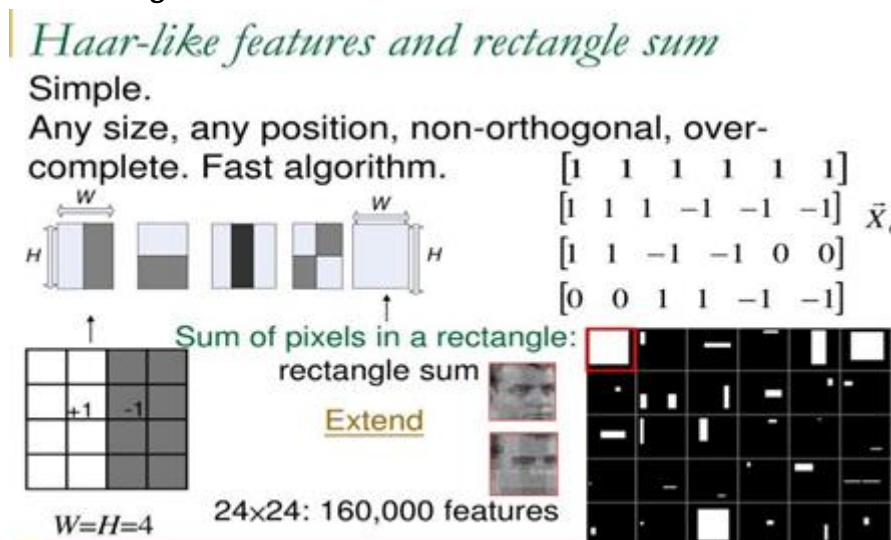 Haar-like features and rectangle sum
Simple.
Any size, any position, non-orthogonal, over-
complete. Fast algorithm.
[1 1 1 1 1 1]
[1 1 1 −1 −1 −1]
[1 1 −1 −1 0 0]
[0 0 1 1 −1 −1]
X⃗
W
H
W
H
Sum of pixels in a rectangle:
rectangle sum
Extend
+1 -1
W=H=4
24×24: 160,000 features